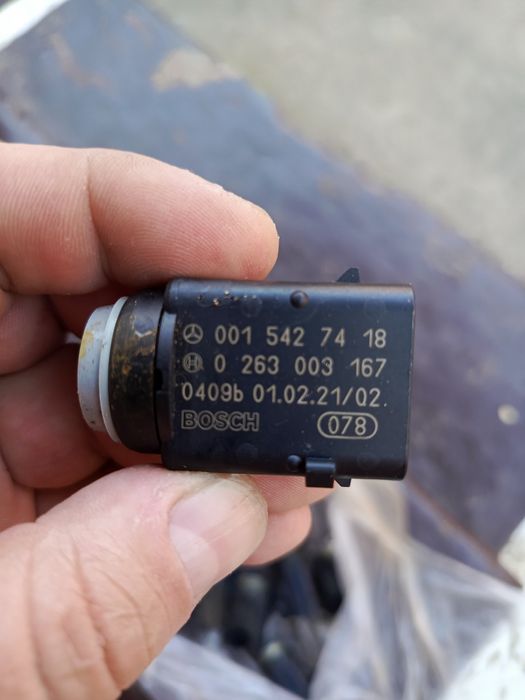 001 542 74 18
0 263 003 167
0409b 01.02.21/02
BOSCH 078